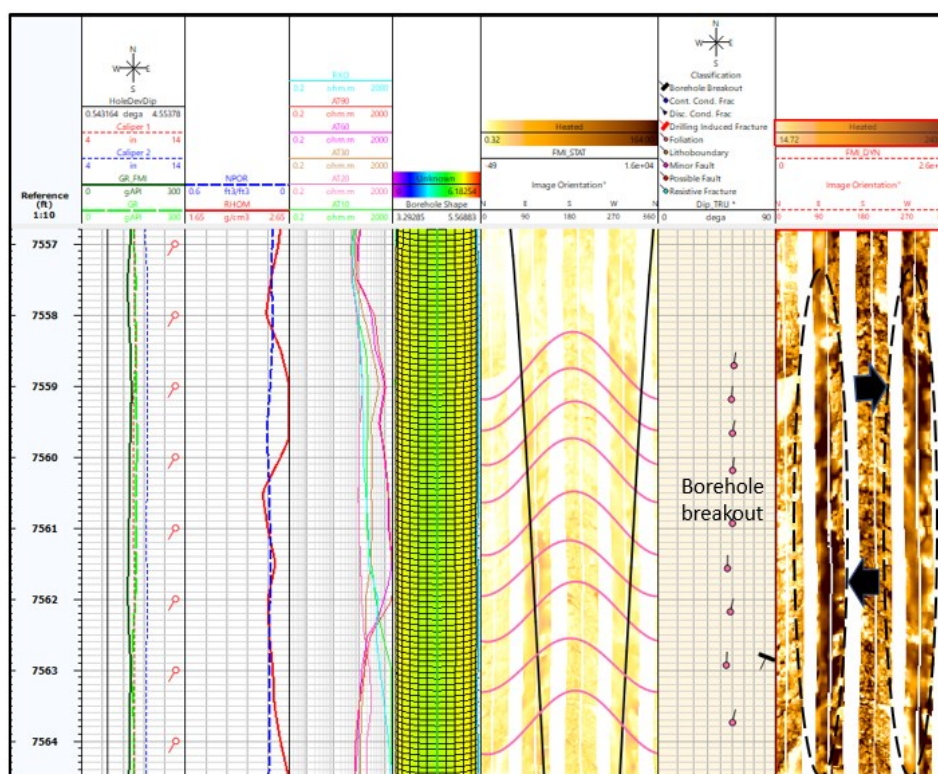 Reference
(ft)
1:10
N
W E
S
HoleDevDip
0.543164 dega 4.55378
Caliper 1
4 in 14
Caliper 2
4 in 14
GR_FMI
0 gAPI 300
GR
0 gAPI 300
NPOR
0.6 ft3/ft3 0
RHOM
1.65 g/cm3 2.65
RXO
0.2 ohm.m 2000
AT90
0.2 ohm.m 2000
AT60
0.2 ohm.m 2000
AT30
0.2 ohm.m 2000
AT20
0.2 ohm.m 2000
AT10
0.2 ohm.m 2000
Unknown
6.18254
Borehole Shape
3.29285 5.56883
Heated
0.32
FMI_STAT
-49 1.6e+04
Image Orientation°
N E S W N
0 90 180 270 360
N
W E
S
Classification
Borehole Breakout
Cont. Cond. Frac
Disc. Cond. Frac
Drilling Induced Fracture
Foliation
Lithoboundary
Minor Fault
Possible Fault
Resistive Fracture
Dip_TRU °
0 dega 90
Heated
14.72
FMI_DYN
0 2.6e+
Image Orientation°
N E S W
0 90 180 270
7557
7558
7559
7560
7561
7562
7563
7564
Borehole
breakout